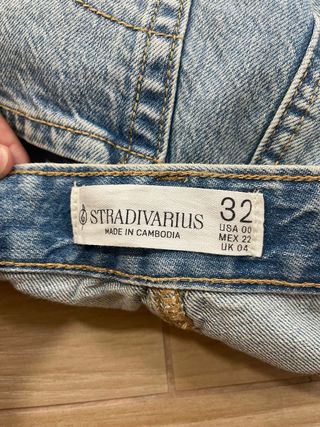 STRADIVARIUS
MADE IN CAMBODIA
32
USA 00
MEX 22
UK 04